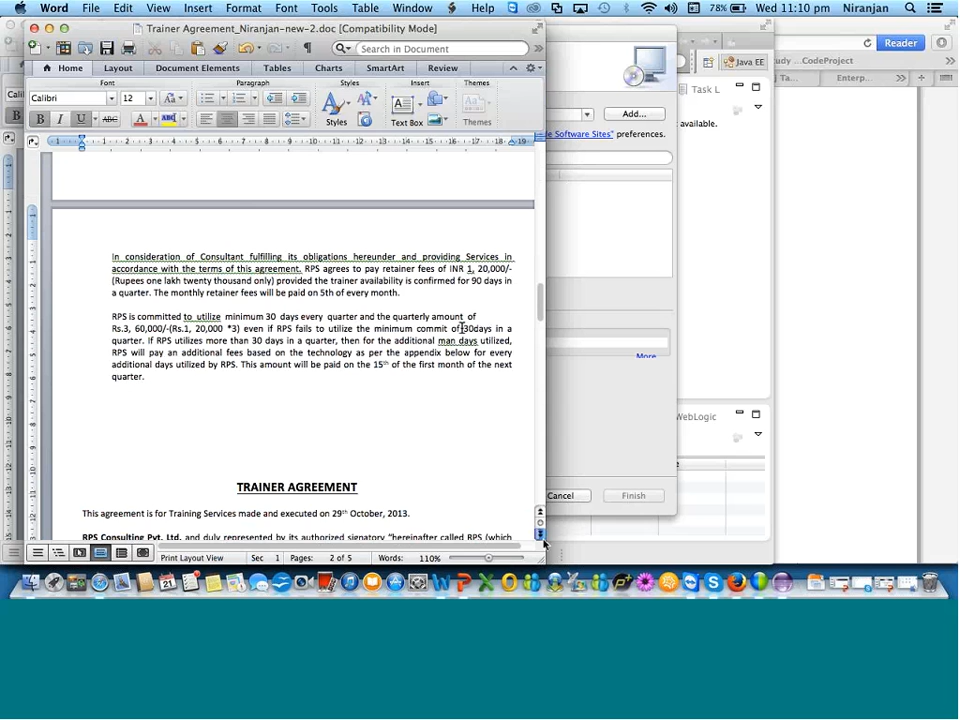 Word File Edit View Insert Format Font Tools Table Window Help 78% Wed 11:10 pm Niranjan
Trainer Agreement_Niranjan-new-2.doc [Compatibility Mode]
Reader
Search in Document
Home Layout Document Elements Tables Charts SmartArt Review
Java EE
udy CodeProject
Ta... Enterp...
Font Paragraph Styles Insert Themes
Calibri 12
Styles Text Box Themes
Task L
available.
Add...
le Software Sites" preferences.
In consideration of Consultant fulfilling its obligations hereunder and providing Services in
accordance with the terms of this agreement. RPS agrees to pay retainer fees of INR 1, 20,000/-
(Rupees one lakh twenty thousand only) provided the trainer availability is confirmed for 90 days in
a quarter. The monthly retainer fees will be paid on 5th of every month.
RPS is committed to utilize minimum 30 days every quarter and the quarterly amount of
Rs.3, 60,000/-(Rs.1, 20,000 *3) even if RPS fails to utilize the minimum commit of 30days in a
quarter. If RPS utilizes more than 30 days in a quarter, then for the additional man days utilized,
RPS will pay an additional fees based on the technology as per the appendix below for every
additional days utilized by RPS. This amount will be paid on the 15th of the first month of the next
quarter.
More...
WebLogic
TRAINER AGREEMENT
Cancel Finish
This agreement is for Training Services made and executed on 29th October, 2013.
RPS Consulting Pvt. Ltd. and duly represented by its authorized signatory "hereinafter called RPS (which
Print Layout View Sec 1 Pages: 2 of 5 Words: 110%